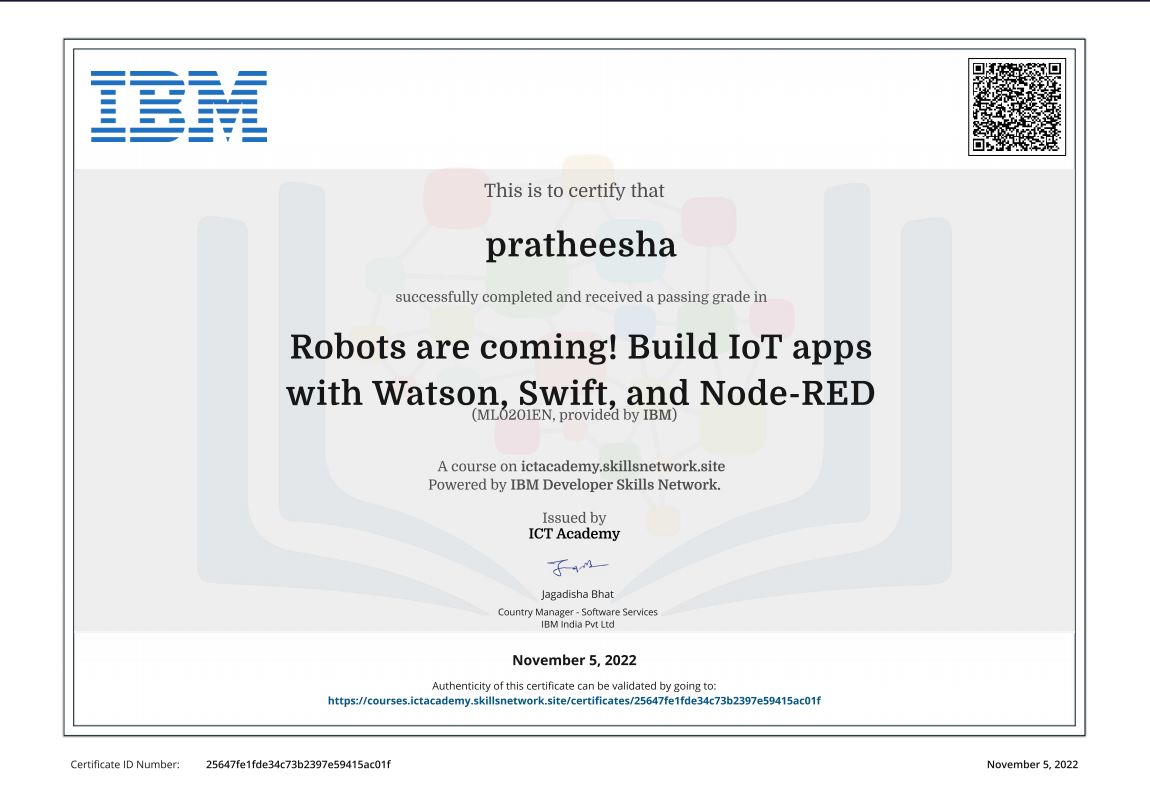 IBM
This is to certify that
pratheesha
successfully completed and received a passing grade in
Robots are coming! Build IoT apps
with Watson, Swift, and Node-RED
(ML0201EN, provided by IBM)
A course on ictacademy.skillsnetwork.site
Powered by IBM Developer Skills Network.
Issued by
ICT Academy
Jagadisha Bhat
Country Manager - Software Services
IBM India Pvt Ltd
November 5, 2022
Authenticity of this certificate can be validated by going to:
https://courses.ictacademy.skillsnetwork.site/certificates/25647fe1fde34c73b2397e59415ac01f
Certificate ID Number: 25647fe1fde34c73b2397e59415ac01f November 5, 2022